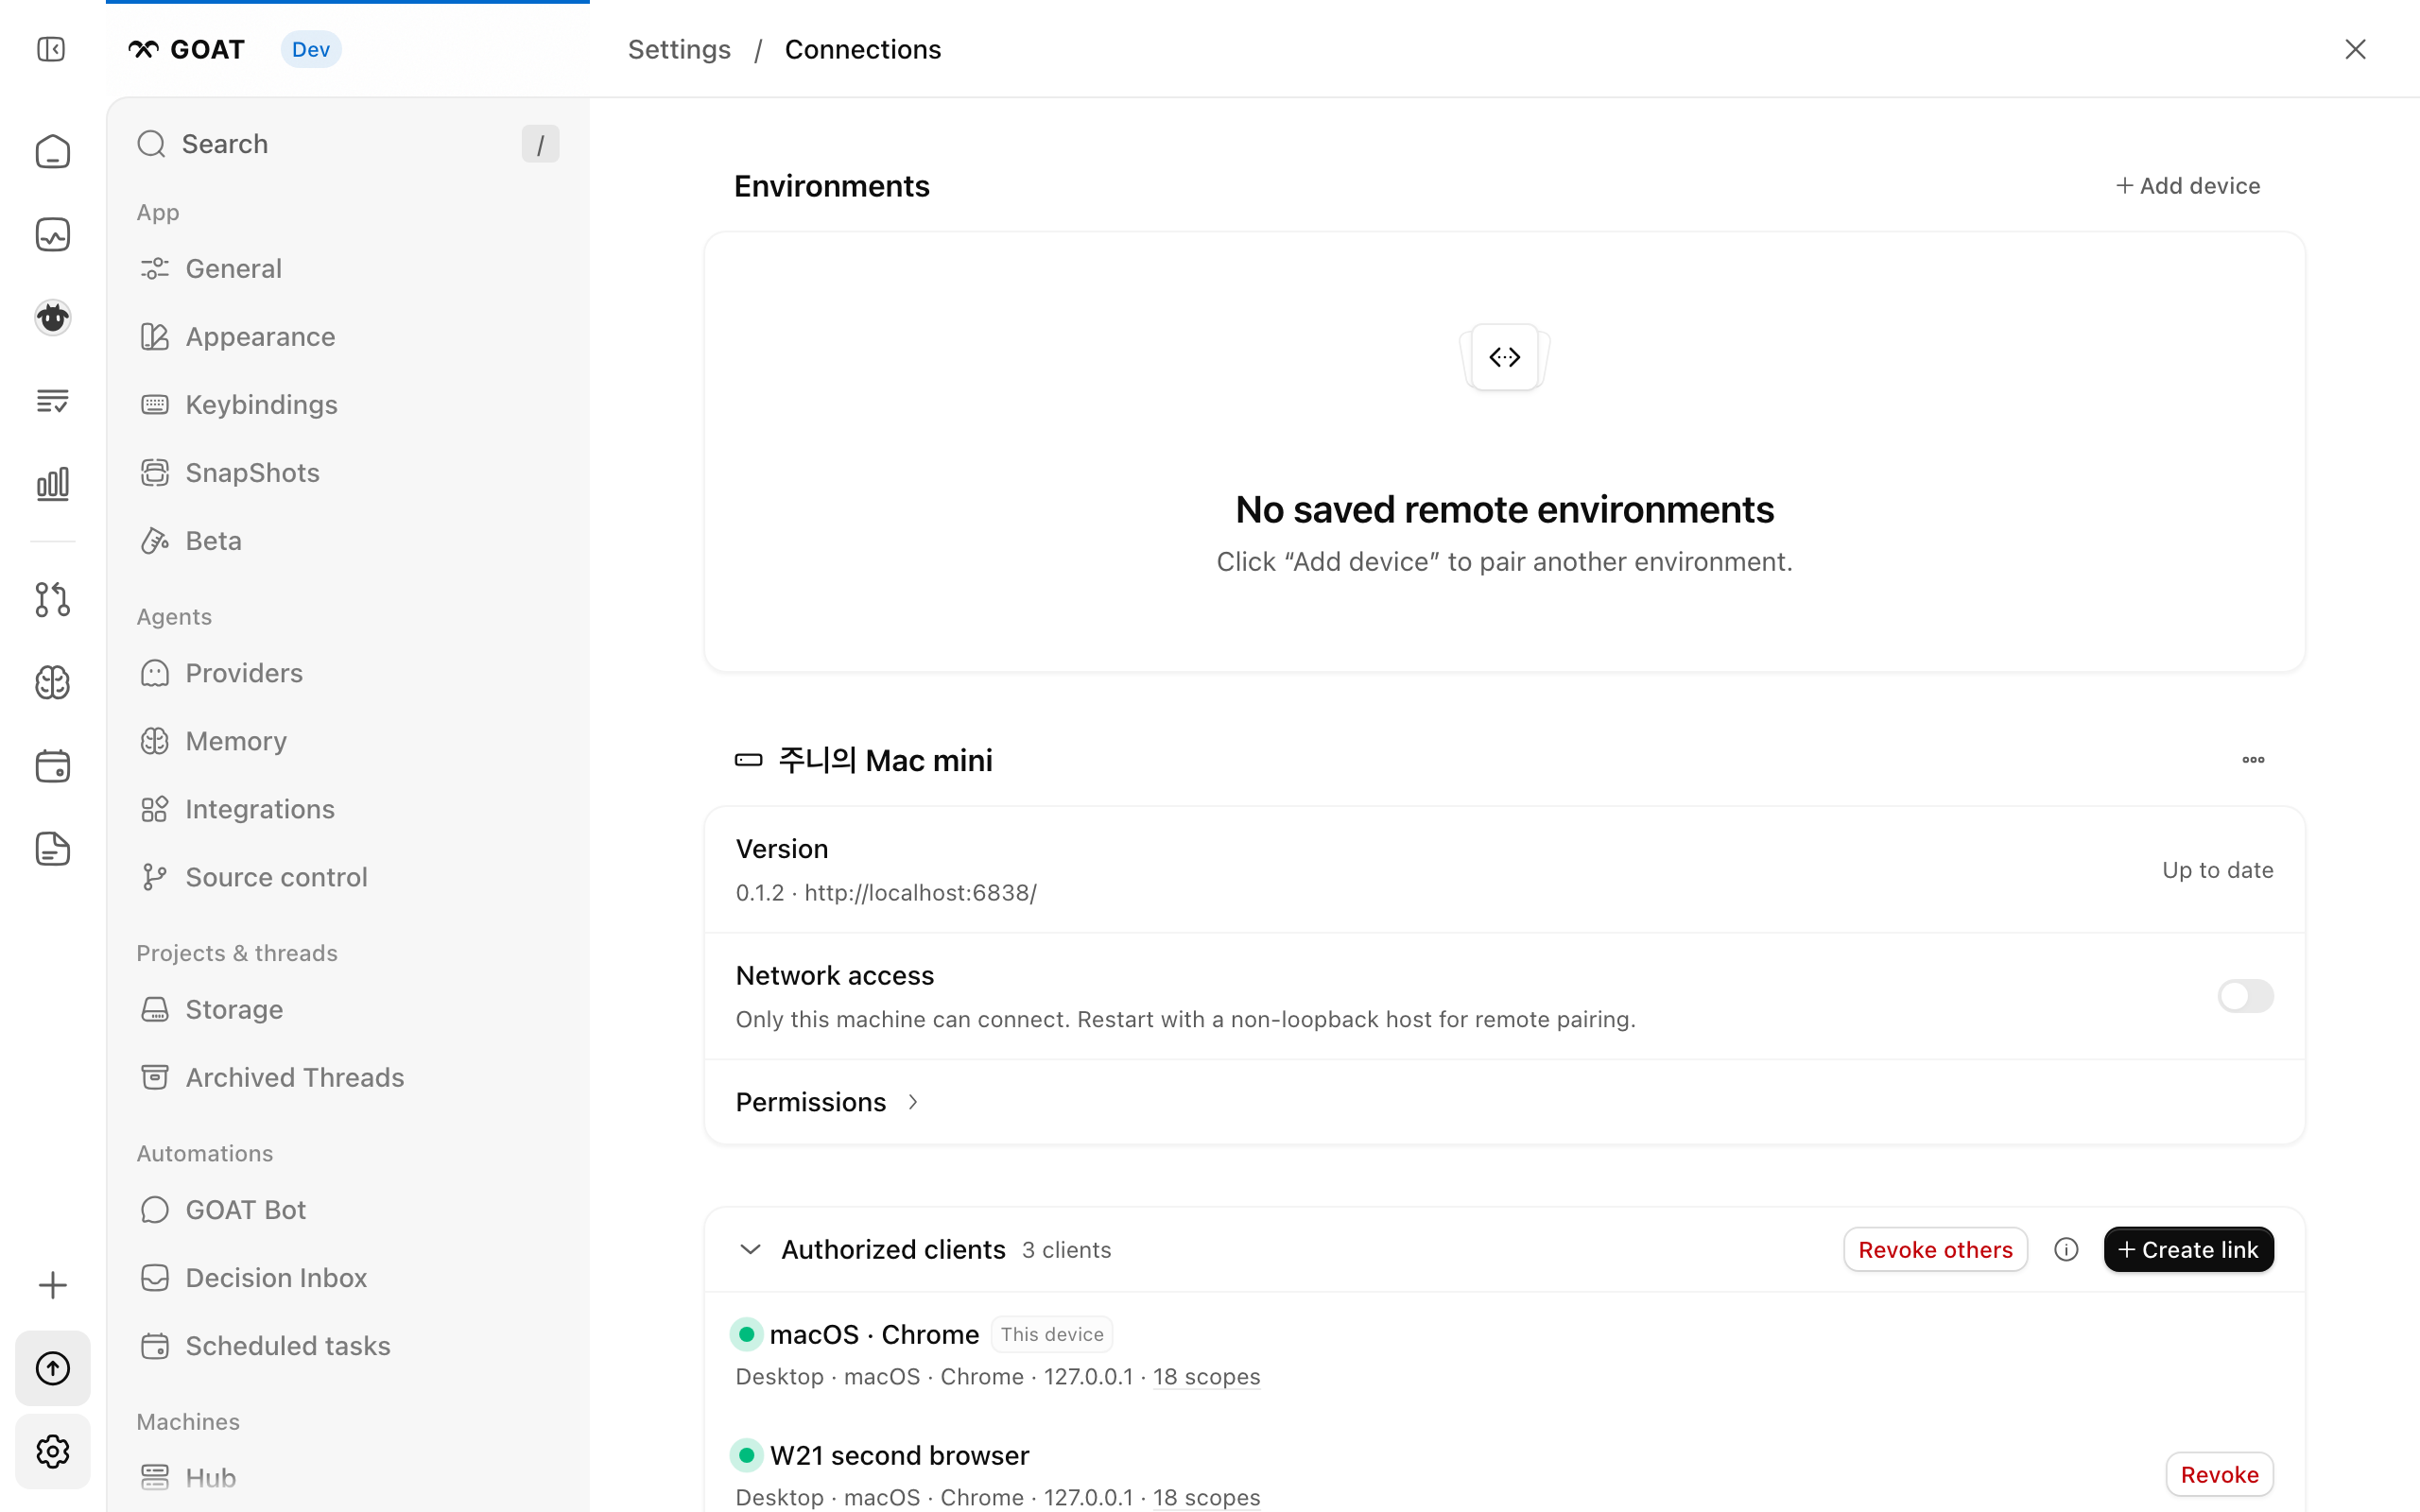 GOAT Dev
Settings / Connections
Search /
App
General
Appearance
Keybindings
SnapShots
Beta
Agents
Providers
Memory
Integrations
Source control
Projects & threads
Storage
Archived Threads
Automations
GOAT Bot
Decision Inbox
Scheduled tasks
Machines
Hub
Environments
+ Add device
No saved remote environments
Click “Add device” to pair another environment.
주니의 Mac mini
Version
0.1.2 · http://localhost:6838/
Up to date
Network access
Only this machine can connect. Restart with a non-loopback host for remote pairing.
Permissions
Authorized clients 3 clients
Revoke others
+ Create link
macOS · Chrome This device
Desktop · macOS · Chrome · 127.0.0.1 · 18 scopes
W21 second browser
Revoke
Desktop · macOS · Chrome · 127.0.0.1 · 18 scopes